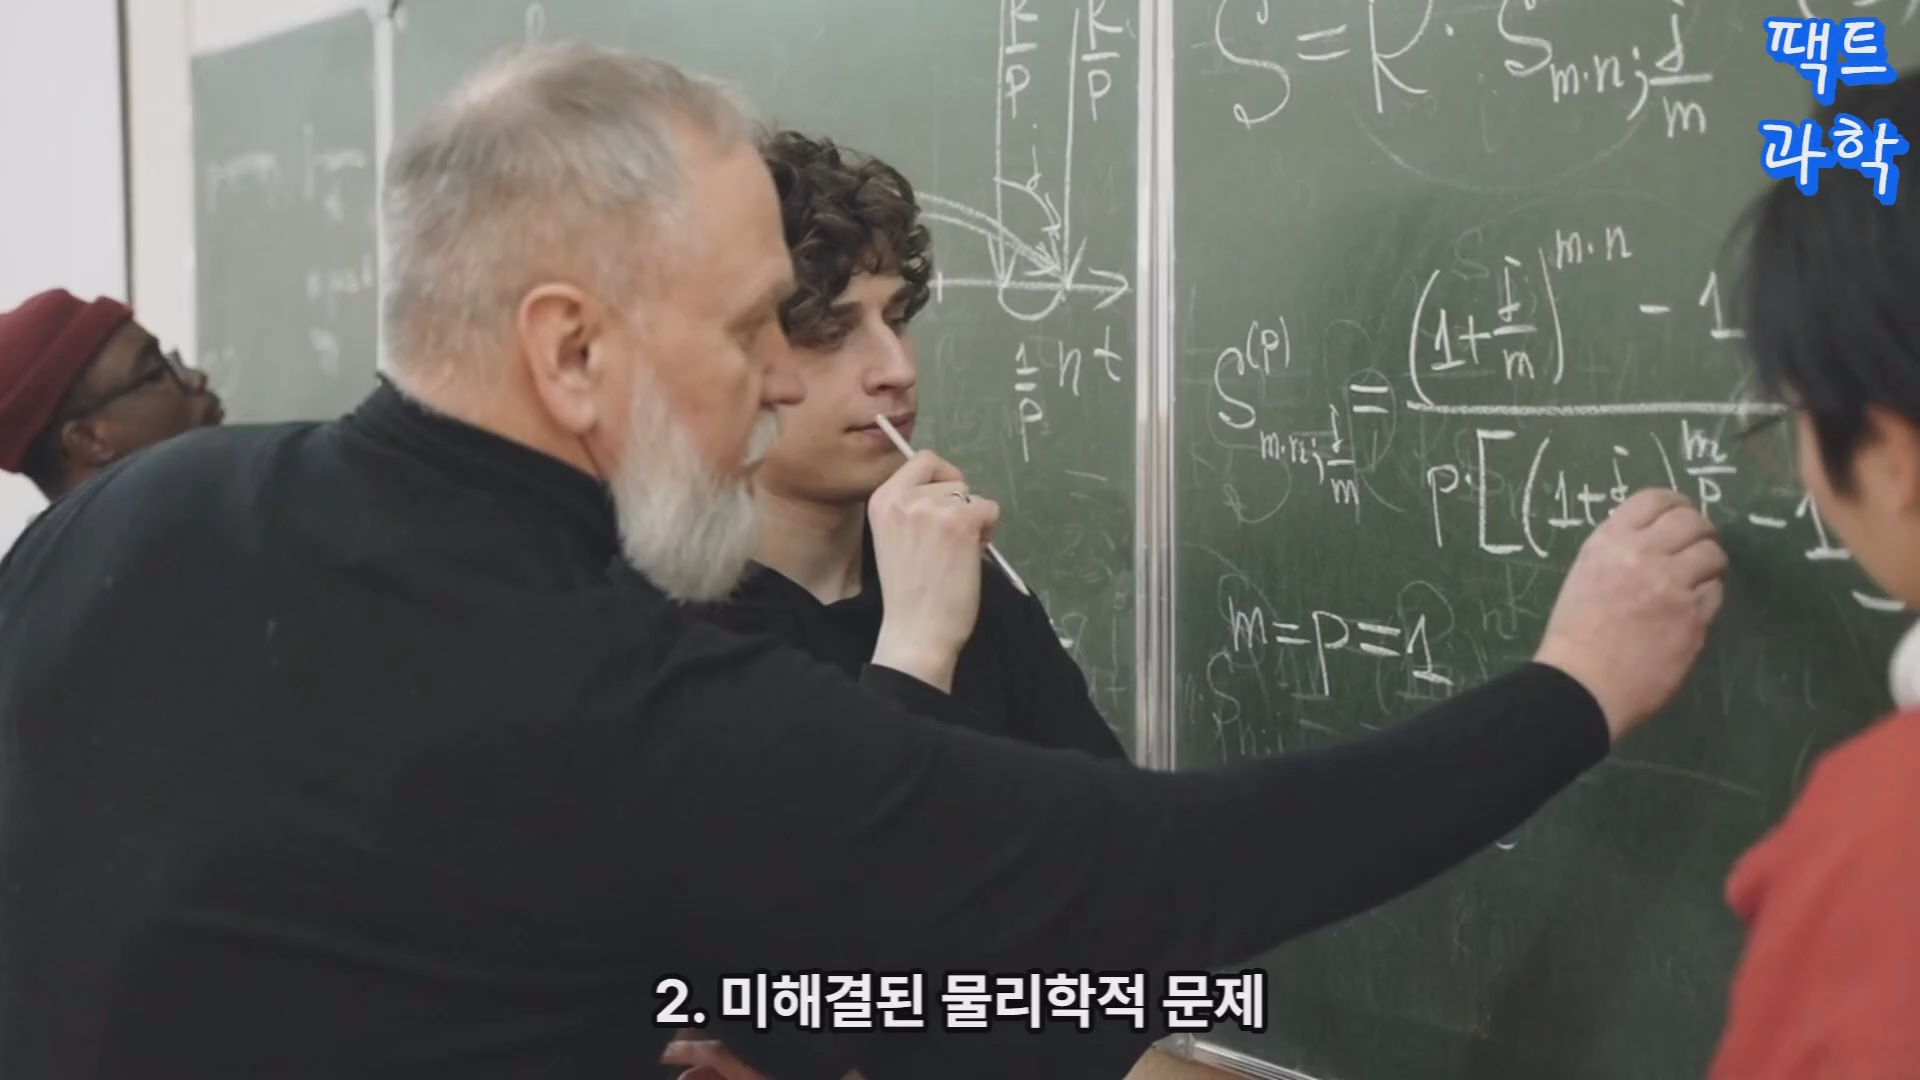 팩트
과학
K/P K/P
S = K · S m·n; j/m
j
(1+j/m)^m·n - 1
S^(p) m·n; j/m =
P·[(1+j/m)^m/p - 1
1/P n t
m=p=1
2. 미해결된 물리학적 문제